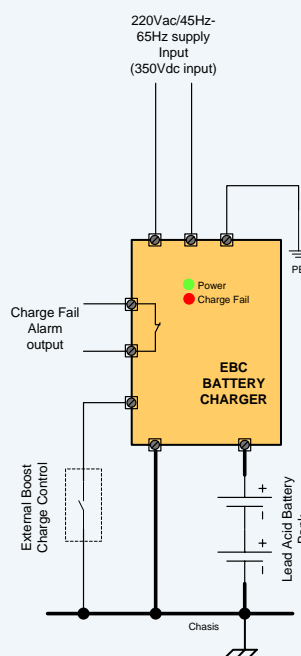 220Vac/45Hz-
65Hz supply
Input
(350Vdc input)
PE
Power
Charge Fail
Charge Fail
Alarm
output
EBC
BATTERY
CHARGER
External Boost
Charge Control
+
–
+
–
Lead Acid Battery
Chasis